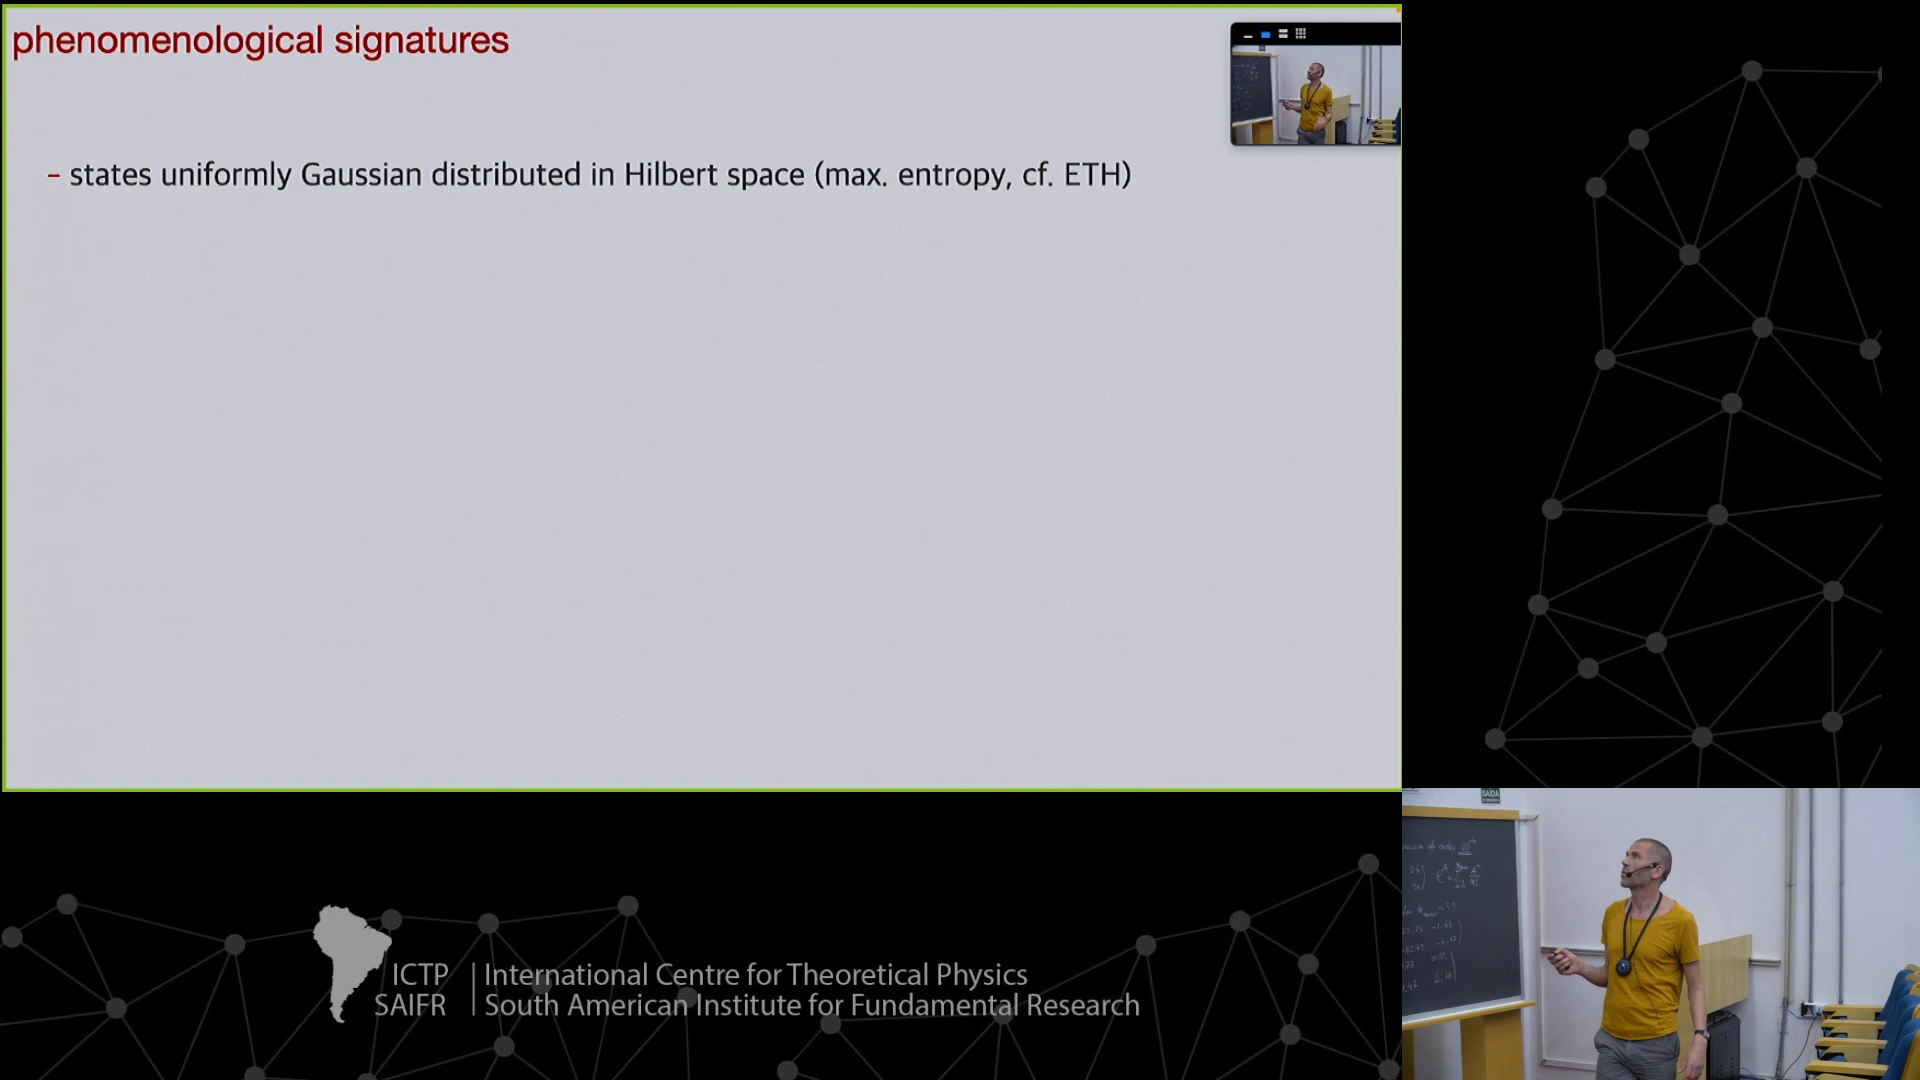 phenomenological signatures
– states uniformly Gaussian distributed in Hilbert space (max. entropy, cf. ETH)
ICTP
SAIFR
International Centre for Theoretical Physics
South American Institute for Fundamental Research
SAÍDA